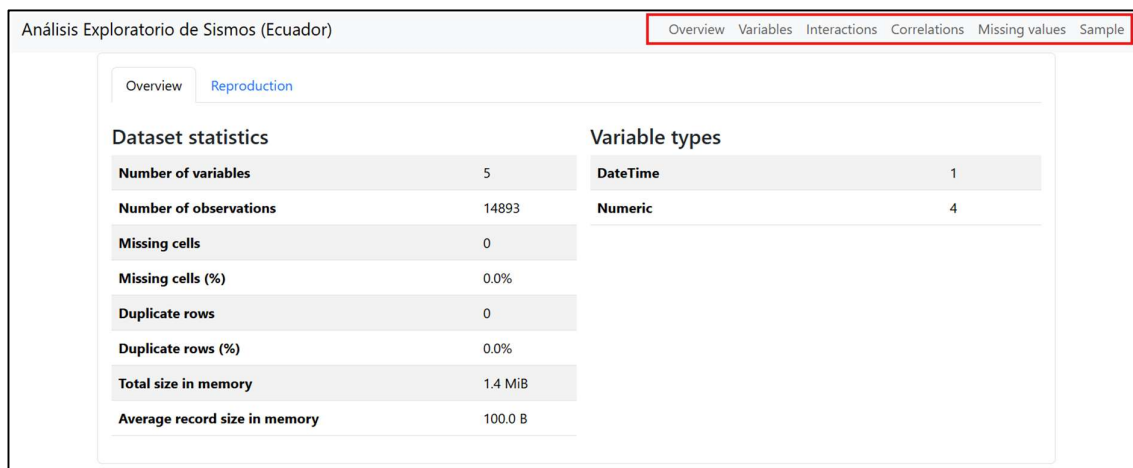 Análisis Exploratorio de Sismos (Ecuador)
Overview Variables Interactions Correlations Missing values Sample
Overview Reproduction
Dataset statistics
Number of variables 5
Number of observations 14893
Missing cells 0
Missing cells (%) 0.0%
Duplicate rows 0
Duplicate rows (%) 0.0%
Total size in memory 1.4 MiB
Average record size in memory 100.0 B
Variable types
DateTime 1
Numeric 4